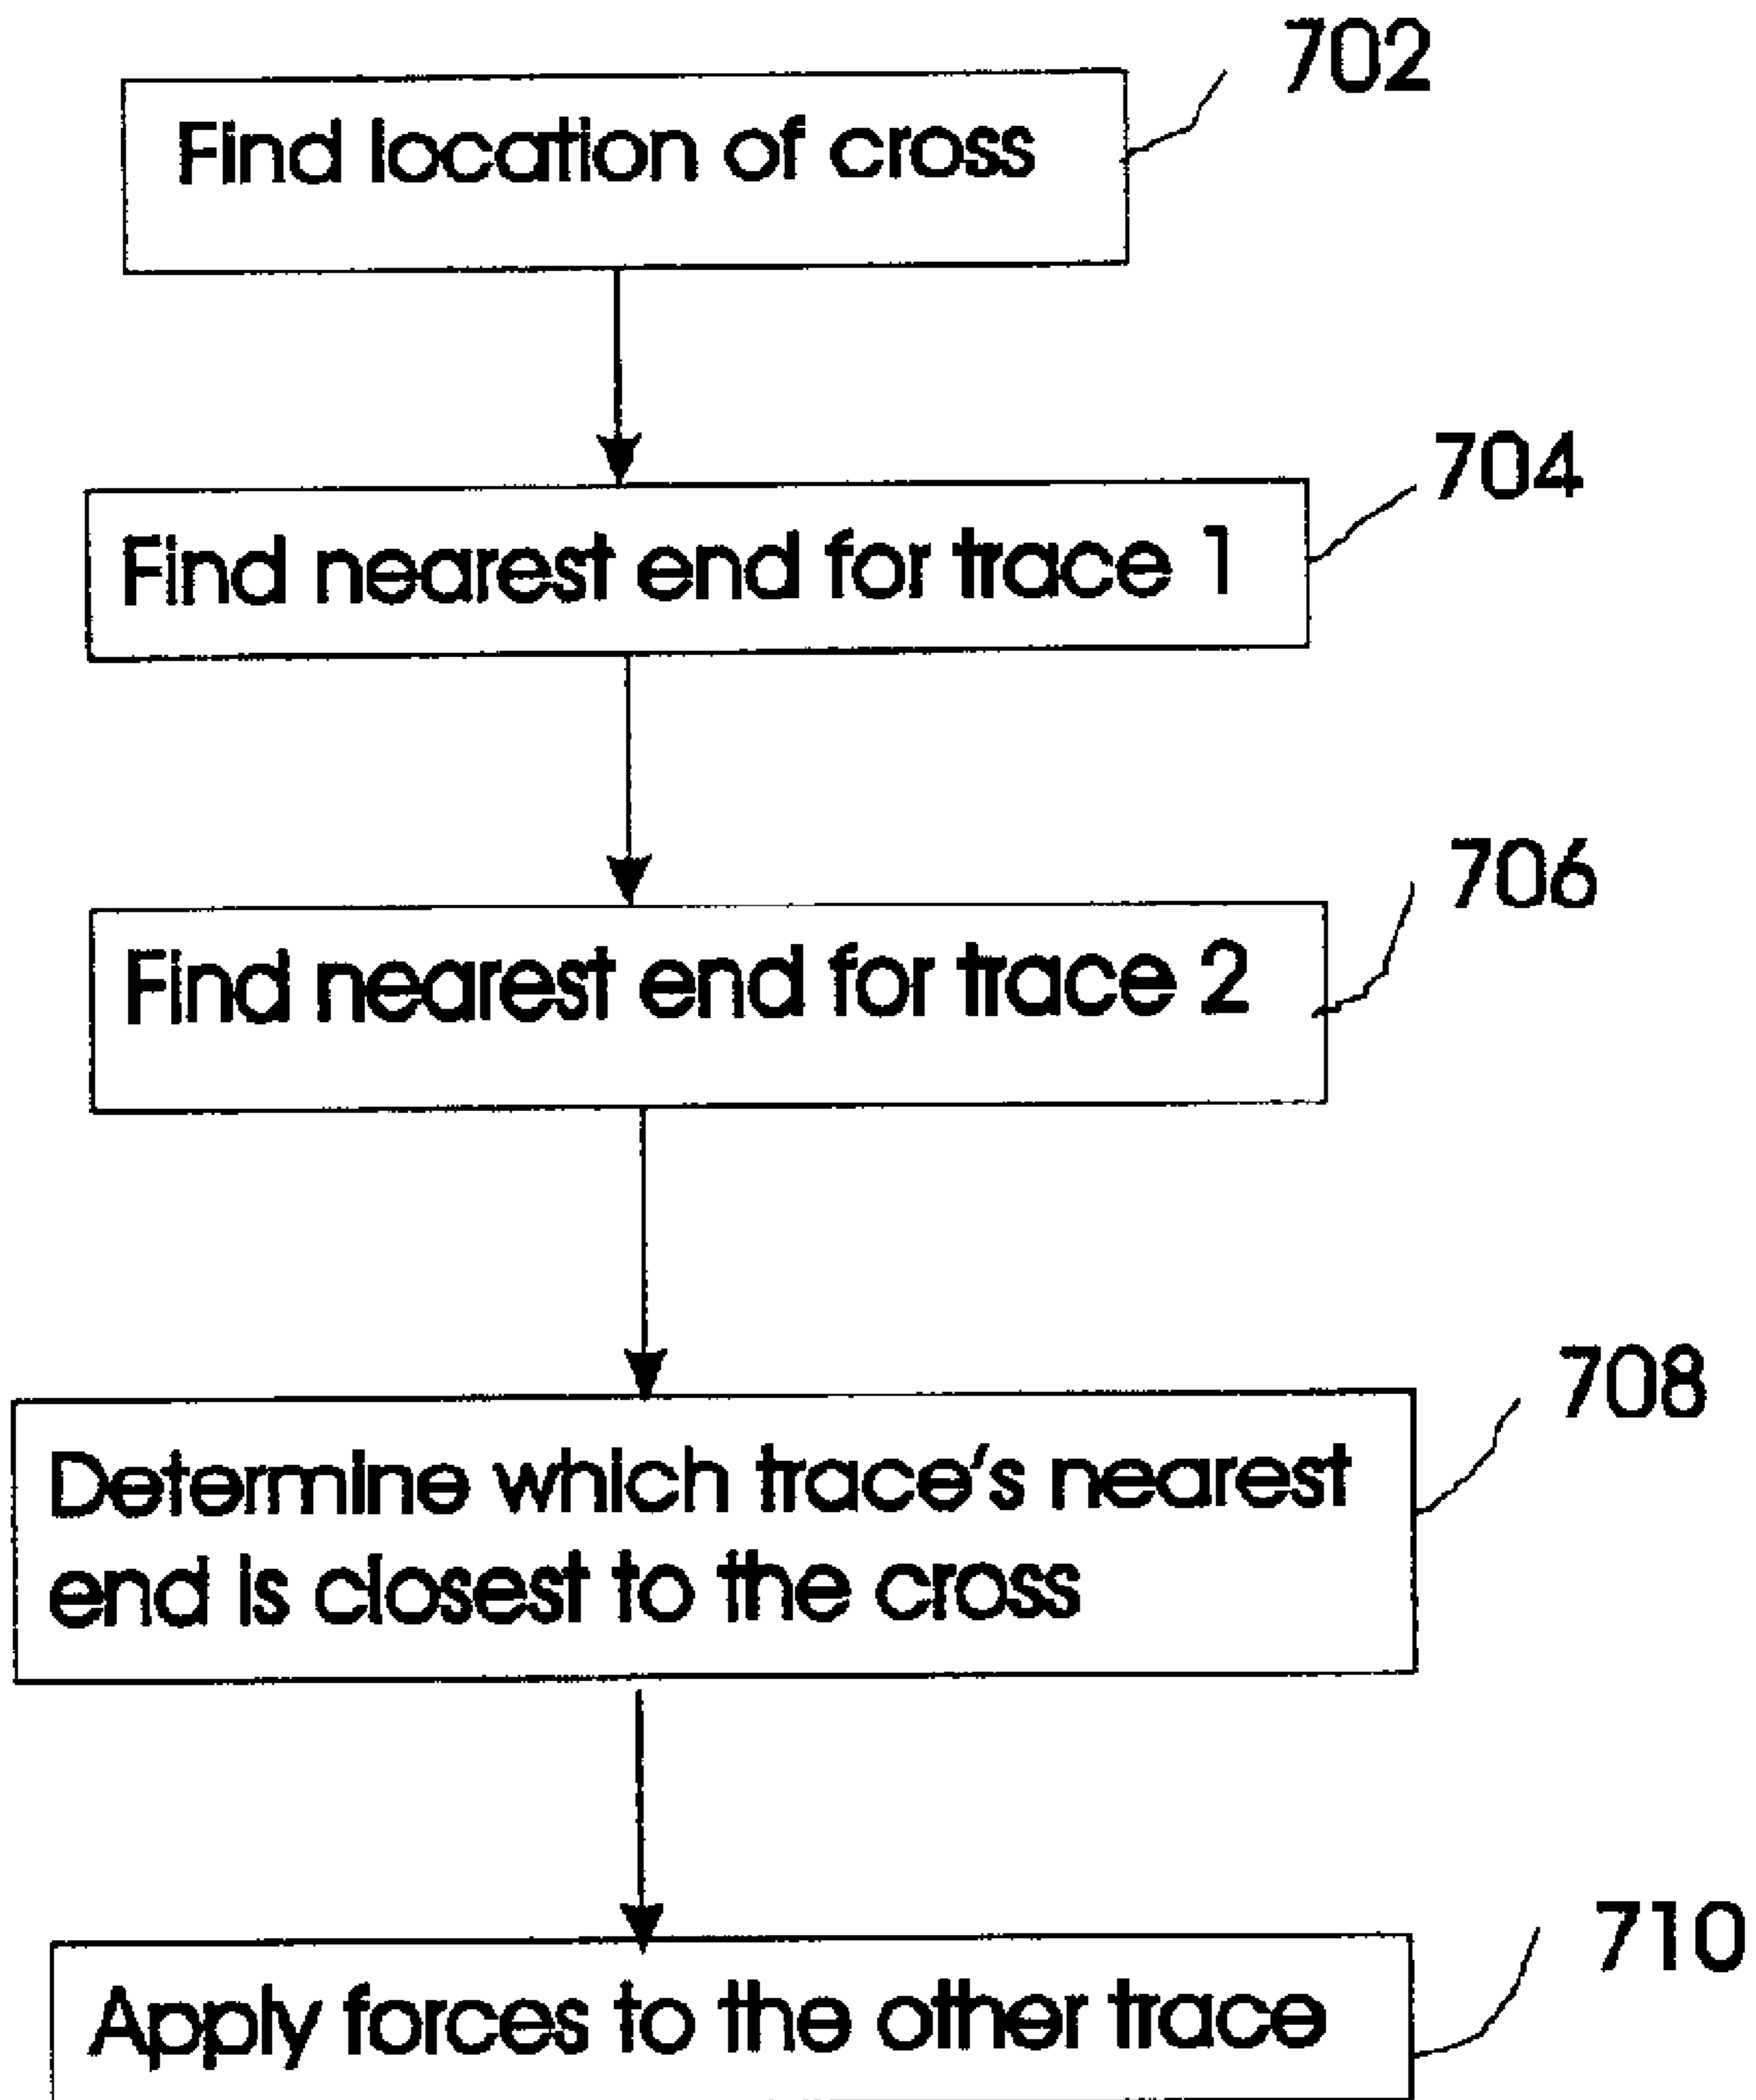 702
Find location of cross
704
Find nearest end for trace 1
706
Find nearest end for trace 2
708
Determine which trace's nearest
end is closest to the cross
710
Apply forces to the other trace